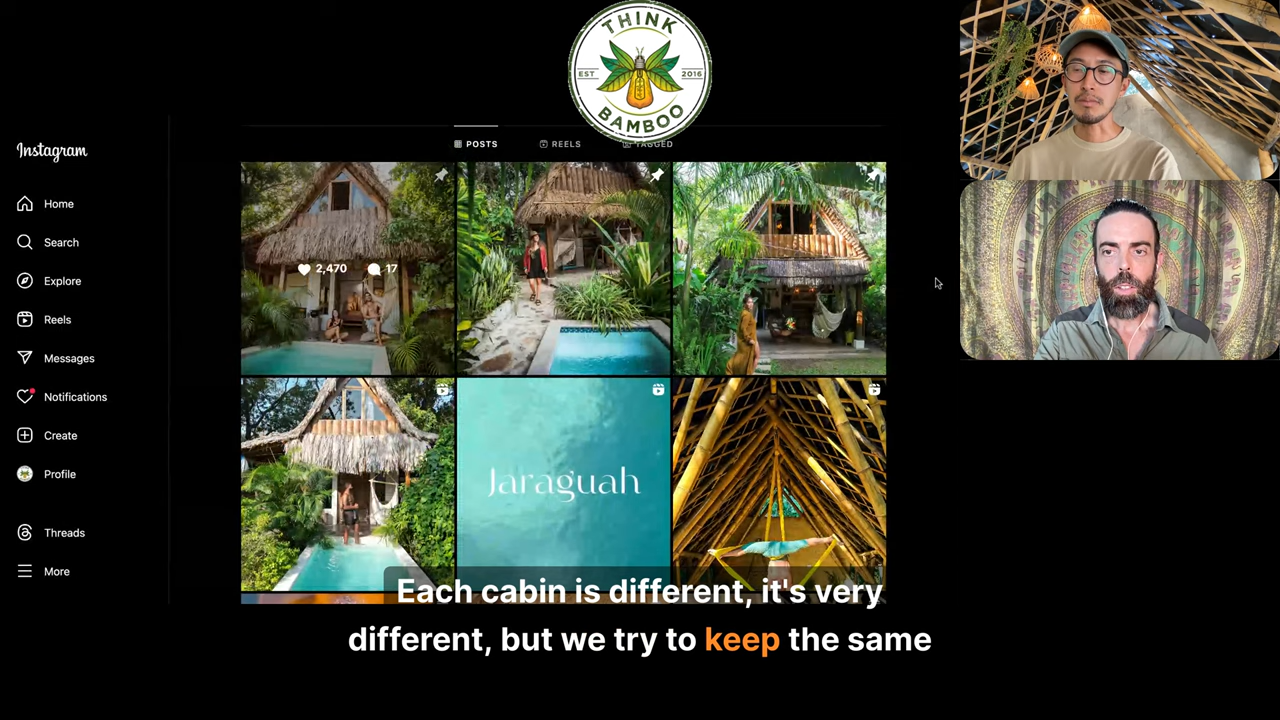 THINK
EST
2016
BAMBOO
Instagram
POSTS
REELS
TAGGED
Home
Search
Explore
Reels
Messages
Notifications
Create
Profile
Threads
More
2,470
17
Jaraguah
Each cabin is different, it's very
different, but we try to keep the same